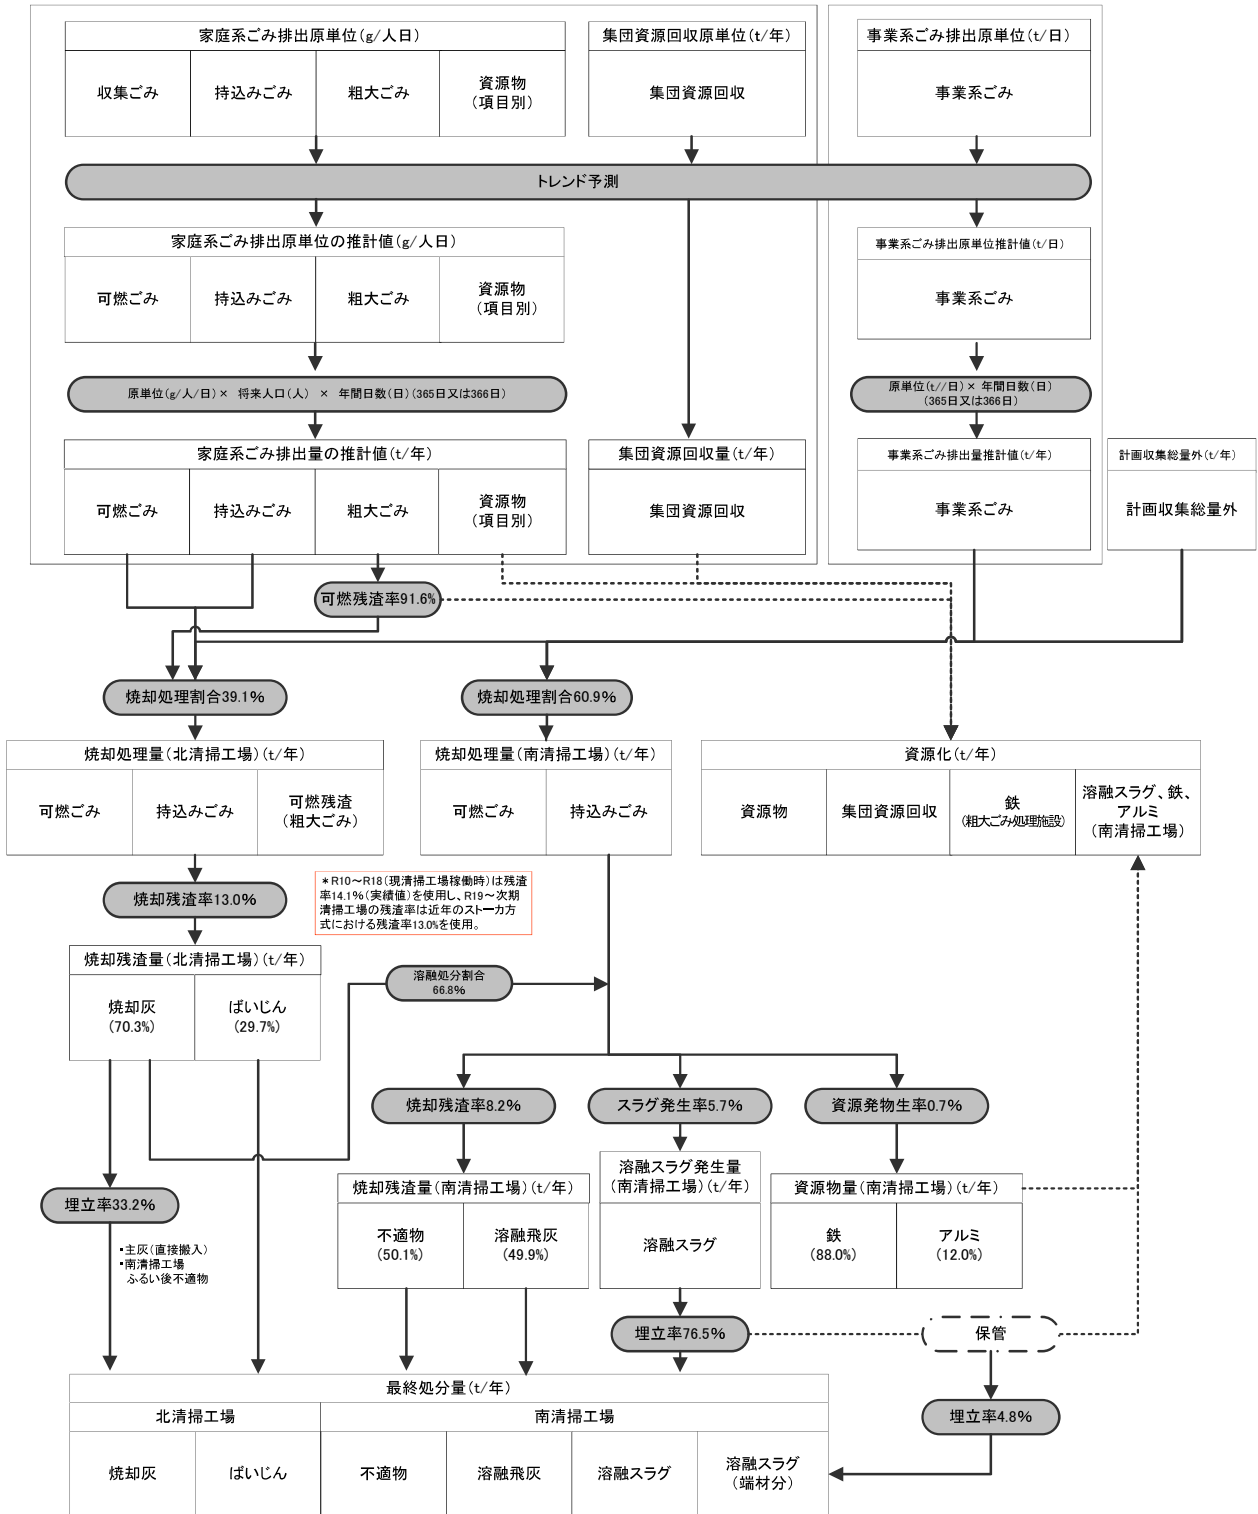 家庭系ごみ排出原単位(g/人日)
収集ごみ
持込みごみ
粗大ごみ
資源物
(項目別)
集団資源回収原単位(t/年)
集団資源回収
事業系ごみ排出原単位(t/日)
事業系ごみ
トレンド予測
家庭系ごみ排出原単位の推計値(g/人日)
可燃ごみ
持込みごみ
粗大ごみ
資源物
(項目別)
事業系ごみ排出原単位推計値(t/日)
事業系ごみ
原単位(g/人/日)× 将来人口(人) × 年間日数(日)(365日又は366日)
原単位(t//日)× 年間日数(日)
(365日又は366日)
家庭系ごみ排出量の推計値(t/年)
可燃ごみ
持込みごみ
粗大ごみ
資源物
(項目別)
集団資源回収量(t/年)
集団資源回収
事業系ごみ排出量推計値(t/年)
事業系ごみ
計画収集総量外(t/年)
計画収集総量外
可燃残渣率91.6%
焼却処理割合39.1%
焼却処理割合60.9%
焼却処理量(北清掃工場)(t/年)
可燃ごみ
持込みごみ
可燃残渣
(粗大ごみ)
焼却処理量(南清掃工場)(t/年)
可燃ごみ
持込みごみ
資源化(t/年)
資源物
集団資源回収
鉄
(粗大ごみ処理施設)
溶融スラグ、鉄、
アルミ
(南清掃工場)
焼却残渣率13.0%
＊R10～R18(現清掃工場稼働時)は残渣
率14.1%(実績値)を使用し、R19～次期
清掃工場の残渣率は近年のストーカ方
式における残渣率13.0%を使用。
焼却残渣量(北清掃工場)(t/年)
焼却灰
(70.3%)
ばいじん
(29.7%)
溶融処分割合
66.8%
焼却残渣率8.2%
スラグ発生率5.7%
資源発物生率0.7%
埋立率33.2%
・主灰(直接搬入)
・南清掃工場
ふるい後不適物
焼却残渣量(南清掃工場)(t/年)
不適物
(50.1%)
溶融飛灰
(49.9%)
溶融スラグ発生量
(南清掃工場)(t/年)
溶融スラグ
資源物量(南清掃工場)(t/年)
鉄
(88.0%)
アルミ
(12.0%)
埋立率76.5%
保管
埋立率4.8%
最終処分量(t/年)
北清掃工場
南清掃工場
焼却灰
ばいじん
不適物
溶融飛灰
溶融スラグ
溶融スラグ
(端材分)